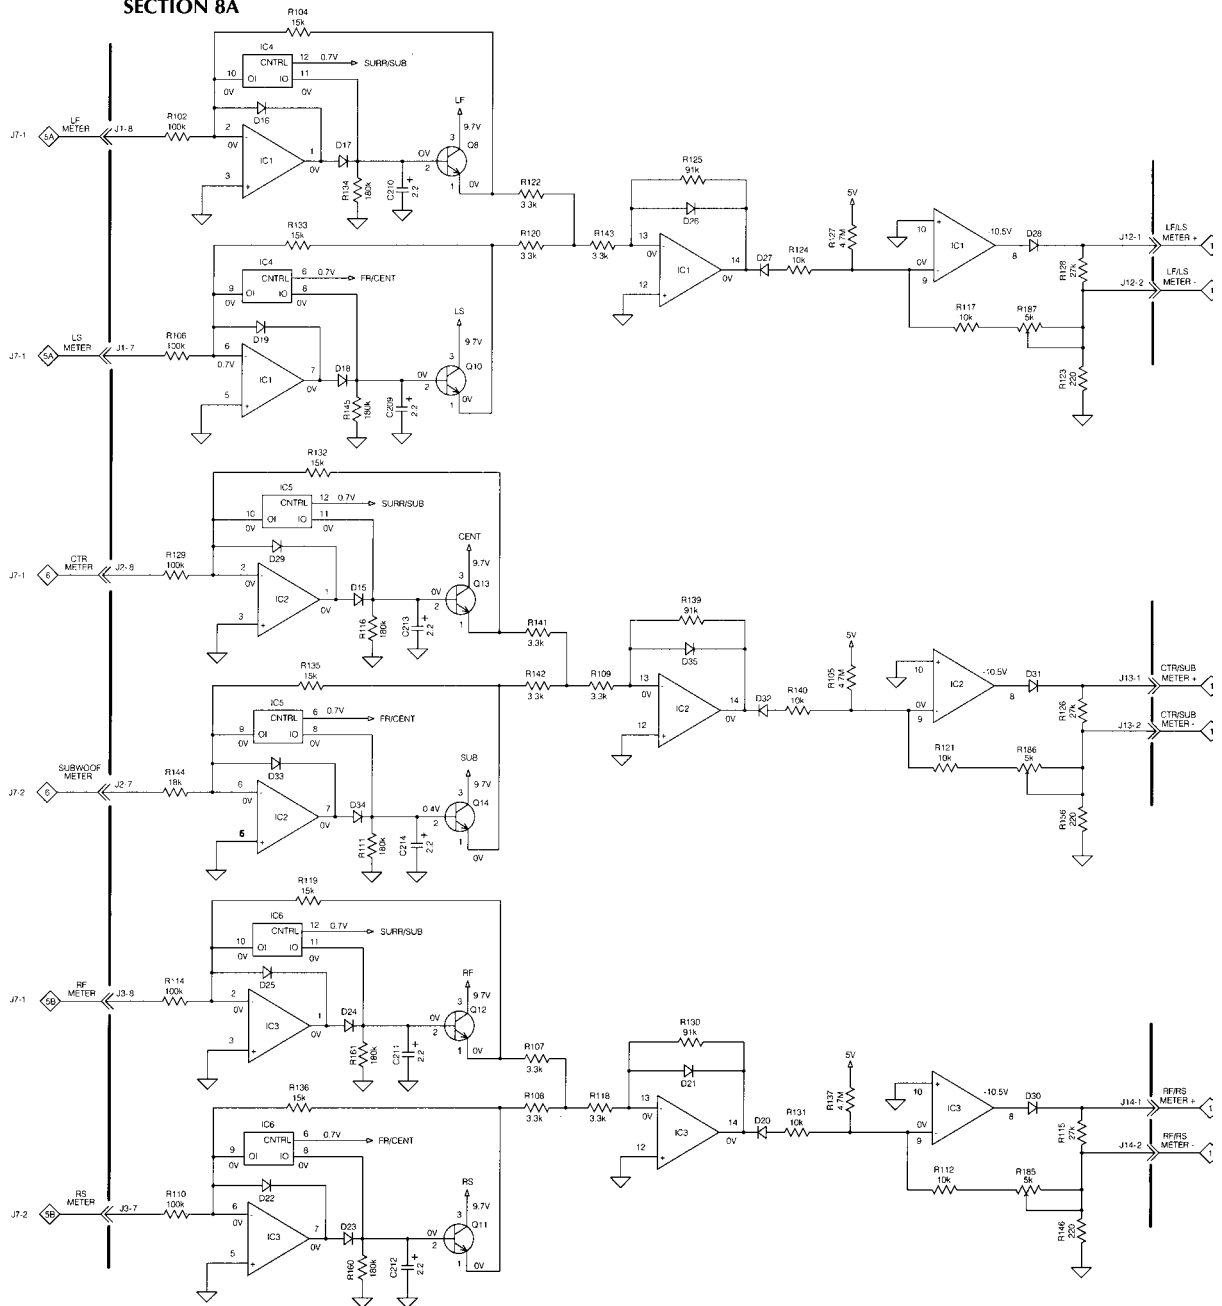 SECTION 8A
R104
15k
IC4
CNTRL
12
0.7V
SURR/SUB
10
OI
IO
11
0V
0V
D16
LF
9.7V
J7-1
5A
LF
METER
J1-8
R102
100k
2
0V
IC1
3
1
0V
D17
R134
180k
C210
+
2.2
0V
2
3
Q8
1
0V
R122
3.3k
R133
15k
R120
3.3k
R143
3.3k
IC4
CNTRL
6
0.7V
FR/CENT
9
OI
IO
8
0V
0V
D19
LS
9.7V
J7-1
5A
LS
METER
J1-7
R106
100k
6
0.7V
IC1
5
7
0V
D18
R145
180k
C209
+
2.2
0V
2
3
Q10
1
0V
R125
91k
D26
13
0V
IC1
12
14
0V
D27
R124
10k
R127
4.7M
5V
10
IC1
0V
9
-10.5V
8
D28
R128
27k
R117
10k
R187
5k
R123
220
J12-1
LF/LS
METER +
J12-2
LF/LS
METER -
R132
15k
IC5
CNTRL
12
0.7V
SURR/SUB
10
OI
IO
11
0V
0V
D29
CENT
9.7V
J7-1
6
CTR
METER
J2-8
R129
100k
2
0V
IC2
3
1
0V
D15
R116
180k
C213
+
2.2
0V
2
3
Q13
1
0V
R141
3.3k
R135
15k
R142
3.3k
R109
3.3k
IC5
CNTRL
6
0.7V
FR/CENT
9
OI
IO
8
0V
0V
D33
SUB
9.7V
J7-2
6
SUBWOOF
METER
J2-7
R144
18k
6
0V
IC2
5
7
0V
D34
R111
180k
C214
+
2.2
0.4V
2
3
Q14
1
0V
R139
91k
D35
13
0V
IC2
12
14
0V
D32
R140
10k
R105
4.7M
5V
10
IC2
0V
9
-10.5V
8
D31
R126
27k
R121
10k
R186
5k
R156
220
J13-1
CTR/SUB
METER +
J13-2
CTR/SUB
METER -
R119
15k
IC6
CNTRL
12
0.7V
SURR/SUB
10
OI
IO
11
0V
0V
D25
RF
9.7V
J7-1
5B
RF
METER
J3-8
R114
100k
2
0V
IC3
3
1
0V
D24
R161
180k
C211
+
2.2
0V
2
3
Q12
1
0V
R107
3.3k
R136
15k
R108
3.3k
R118
3.3k
IC6
CNTRL
6
0.7V
FR/CENT
9
OI
IO
8
0V
0V
D22
RS
9.7V
J7-2
5B
RS
METER
J3-7
R110
100k
6
0V
IC3
5
7
0V
D23
R160
180k
C212
+
2.2
0V
2
3
Q11
1
0V
R130
91k
D21
13
0V
IC3
12
14
0V
D20
R131
10k
R137
4.7M
5V
10
IC3
0V
9
-10.5V
8
D30
R115
27k
R112
10k
R185
5k
R146
220
J14-1
RF/RS
METER +
J14-2
RF/RS
METER -